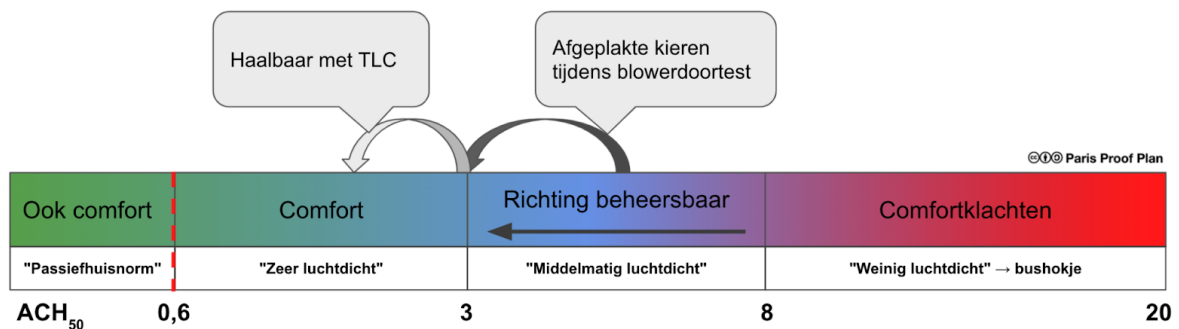 Haalbaar met TLC
Afgeplakte kieren
tijdens blowerdoortest
Paris Proof Plan
Ook comfort
Comfort
Richting beheersbaar
Comfortklachten
"Passiefhuisnorm"
"Zeer luchtdicht"
"Middelmatig luchtdicht"
"Weinig luchtdicht" → bushokje
ACH50 0,6 3 8 20